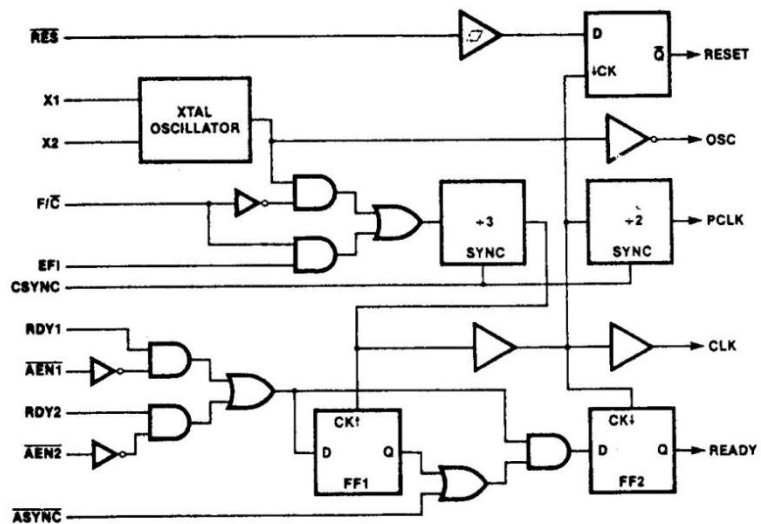 RES
D
Q
RESET
↓CK
X1
XTAL
OSCILLATOR
X2
OSC
F/C
÷3
÷2
PCLK
SYNC
SYNC
EFI
CSYNC
RDY1
CLK
AEN1
RDY2
CK↑
CK↓
D
Q
D
Q
READY
AEN2
FF1
FF2
ASYNC